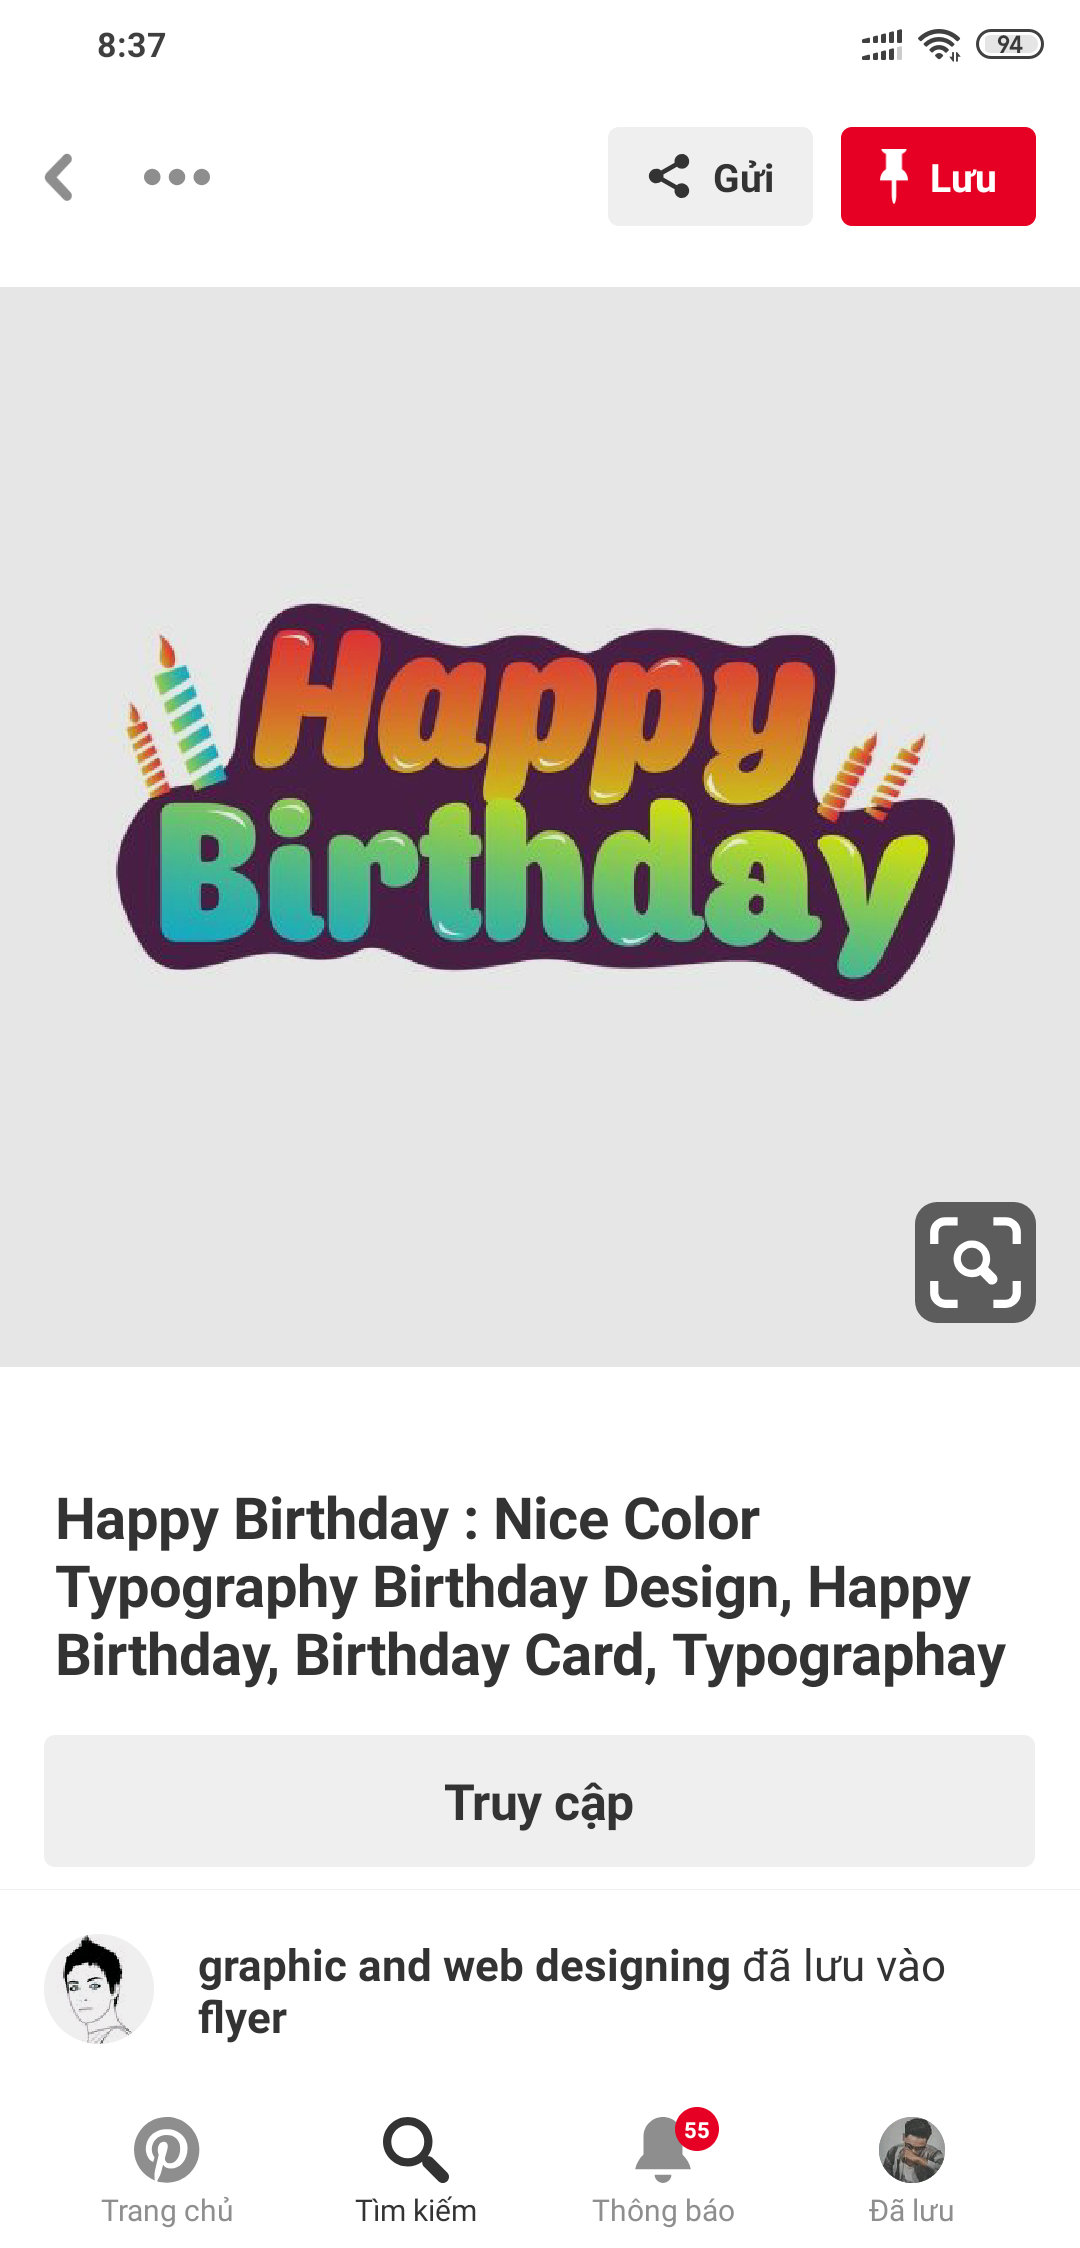 8:37
94
Gửi
Lưu
Happy
Birthday
Happy Birthday : Nice Color
Typography Birthday Design, Happy
Birthday, Birthday Card, Typographay
Truy cập
graphic and web designing đã lưu vào
flyer
55
Trang chủ
Tìm kiếm
Thông báo
Đã lưu